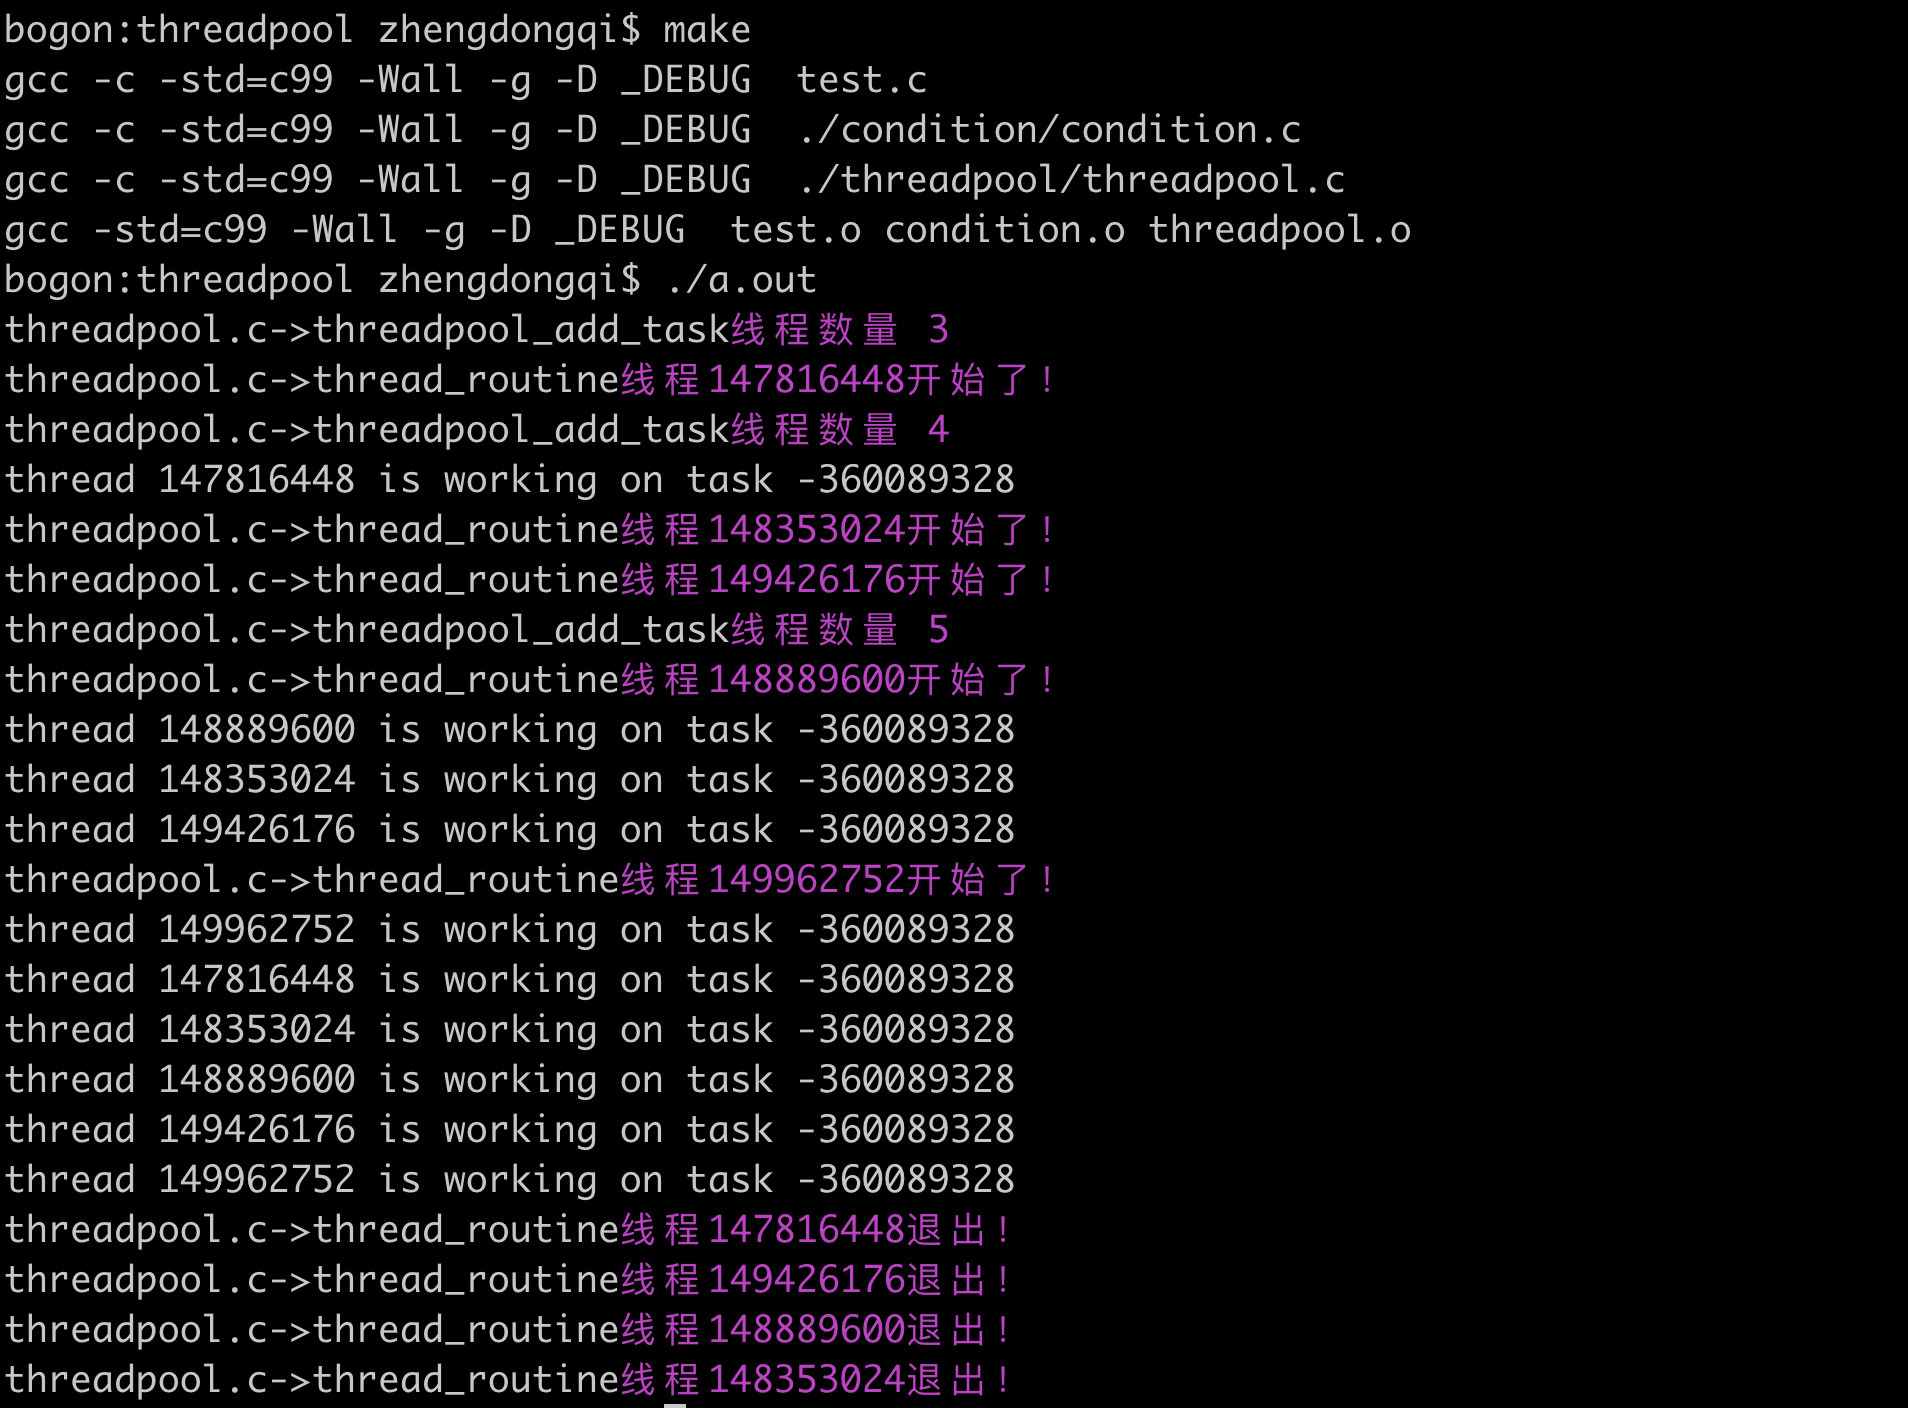 bogon:threadpool zhengdongqi$ make
gcc -c -std=c99 -Wall -g -D _DEBUG  test.c
gcc -c -std=c99 -Wall -g -D _DEBUG  ./condition/condition.c
gcc -c -std=c99 -Wall -g -D _DEBUG  ./threadpool/threadpool.c
gcc -std=c99 -Wall -g -D _DEBUG  test.o condition.o threadpool.o
bogon:threadpool zhengdongqi$ ./a.out
threadpool.c->threadpool_add_task线程数量 3
threadpool.c->thread_routine线程147816448开始了!
threadpool.c->threadpool_add_task线程数量 4
thread 147816448 is working on task -360089328
threadpool.c->thread_routine线程148353024开始了!
threadpool.c->thread_routine线程149426176开始了!
threadpool.c->threadpool_add_task线程数量 5
threadpool.c->thread_routine线程148889600开始了!
thread 148889600 is working on task -360089328
thread 148353024 is working on task -360089328
thread 149426176 is working on task -360089328
threadpool.c->thread_routine线程149962752开始了!
thread 149962752 is working on task -360089328
thread 147816448 is working on task -360089328
thread 148353024 is working on task -360089328
thread 148889600 is working on task -360089328
thread 149426176 is working on task -360089328
thread 149962752 is working on task -360089328
threadpool.c->thread_routine线程147816448退出!
threadpool.c->thread_routine线程149426176退出!
threadpool.c->thread_routine线程148889600退出!
threadpool.c->thread_routine线程148353024退出!